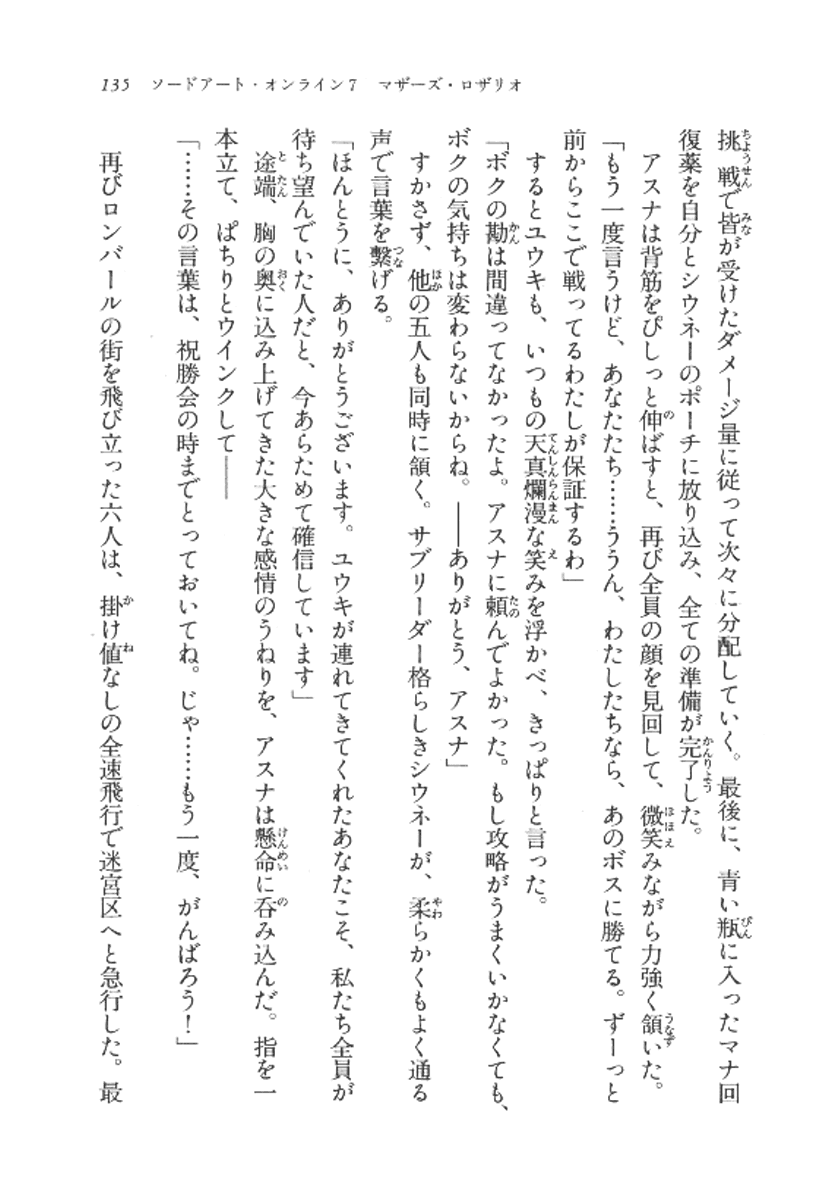 135　ソードアート・オンライン7　マザーズ・ロザリオ
挑戦で皆が受けたダメージ量に従って次々に分配していく。最後に、青い瓶に入ったマナ回
復薬を自分とシウネーのポーチに放り込み、全ての準備が完了した。
　アスナは背筋をぴしっと伸ばすと、再び全員の顔を見回して、微笑みながら力強く頷いた。
「もう一度言うけど、あなたたち……ううん、わたしたちなら、あのボスに勝てる。ずーっと
前からここで戦ってるわたしが保証するわ」
　するとユウキも、いつもの天真爛漫な笑みを浮かべ、きっぱりと言った。
「ボクの勘は間違ってなかったよ。アスナに頼んでよかった。もし攻略がうまくいかなくても、
ボクの気持ちは変わらないからね。――ありがとう、アスナ」
　すかさず、他の五人も同時に頷く。サブリーダー格らしきシウネーが、柔らかくもよく通る
声で言葉を繫げる。
「ほんとうに、ありがとうございます。ユウキが連れてきてくれたあなたこそ、私たち全員が
待ち望んでいた人だと、今あらためて確信しています」
　途端、胸の奥に込み上げてきた大きな感情のうねりを、アスナは懸命に呑み込んだ。指を一
本立て、ぱちりとウインクして――
「……その言葉は、祝勝会の時までとっておいてね。じゃ……もう一度、がんばろう！」
　再びロンバールの街を飛び立った六人は、掛け値なしの全速飛行で迷宮区へと急行した。最